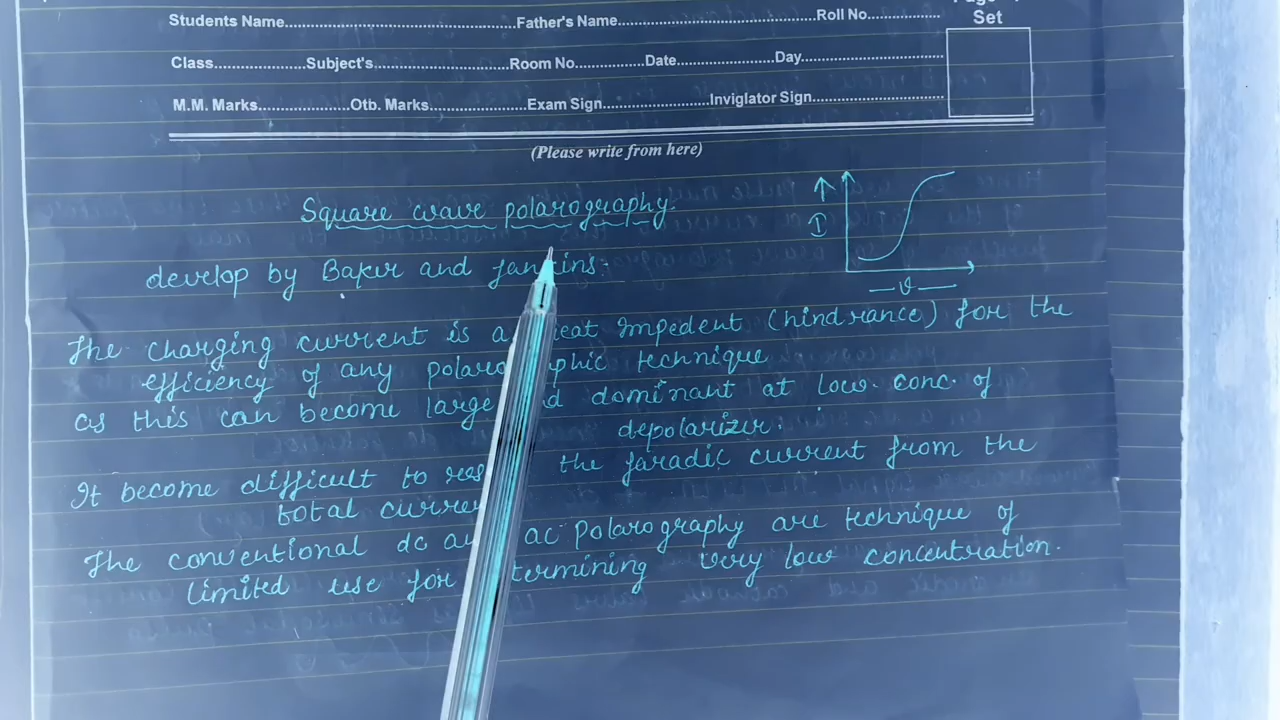 Set
Students Name.....................Father's Name.....................Roll No.....................
Class.....................Subject's.....................Room No.....................Date.....................Day.....................
M.M. Marks.....................Otb. Marks.....................Exam Sign.....................Inviglator Sign.....................
(Please write from here)
Square wave polarography
develop by Baker and
I
V
The charging current is a Impedent (hindrance) for the
efficiency of any technique
as this can become large dominant at low conc. of
depolarizer.
It become difficult to the faradic current from the
total
The conventional dc ac polarography are technique of
limited use for very low concentration.